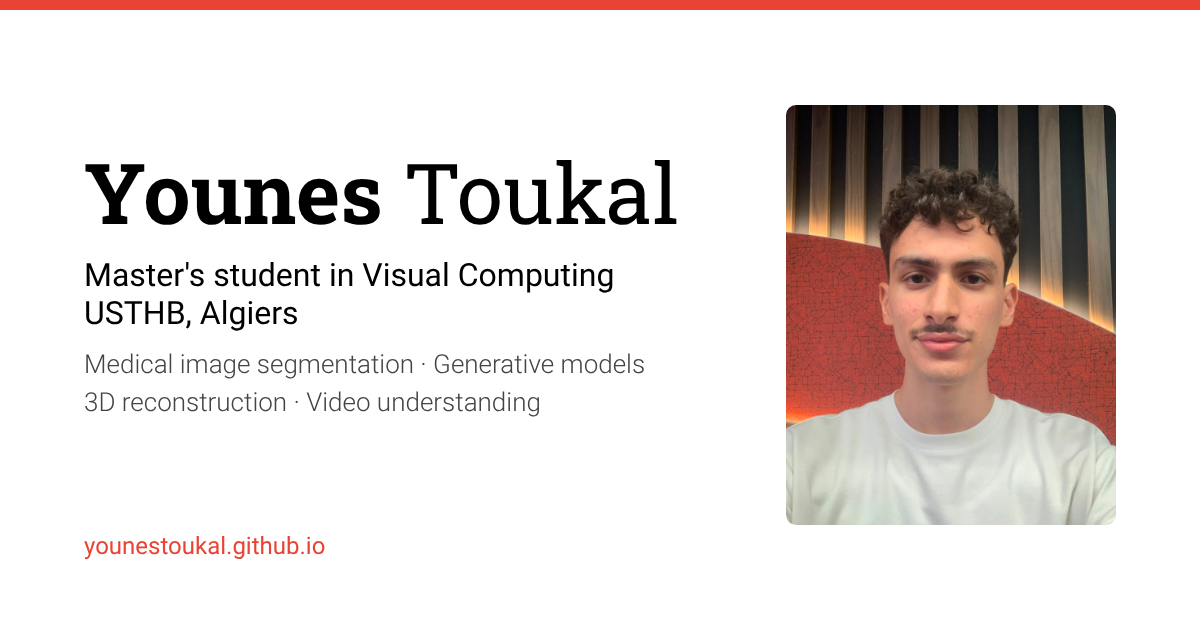 Younes Toukal
Master's student in Visual Computing
USTHB, Algiers
Medical image segmentation · Generative models
3D reconstruction · Video understanding
younestoukal.github.io